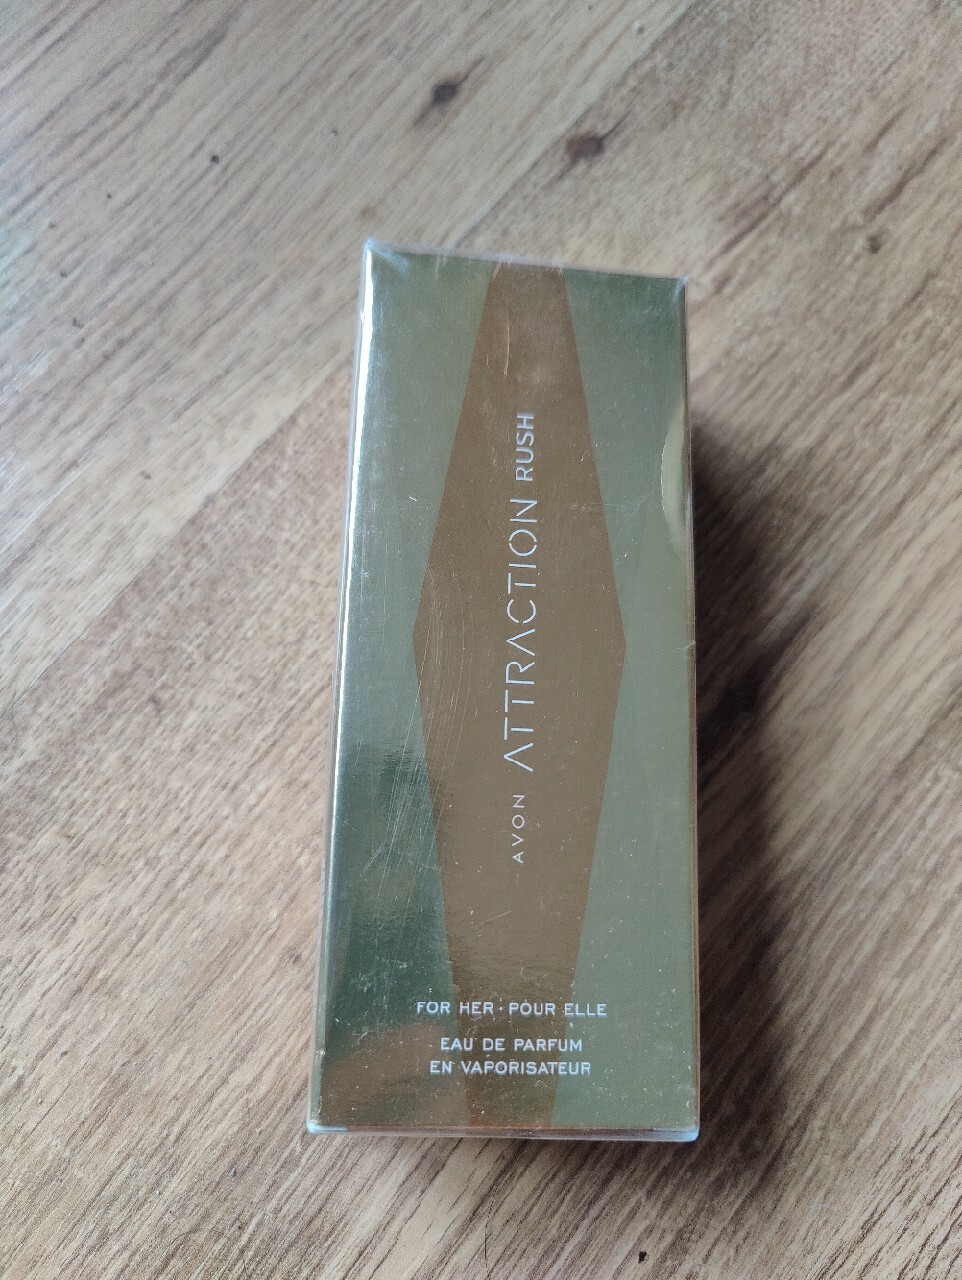 AVON ATTRACTION RUSH
FOR HER · POUR ELLE
EAU DE PARFUM
EN VAPORISATEUR